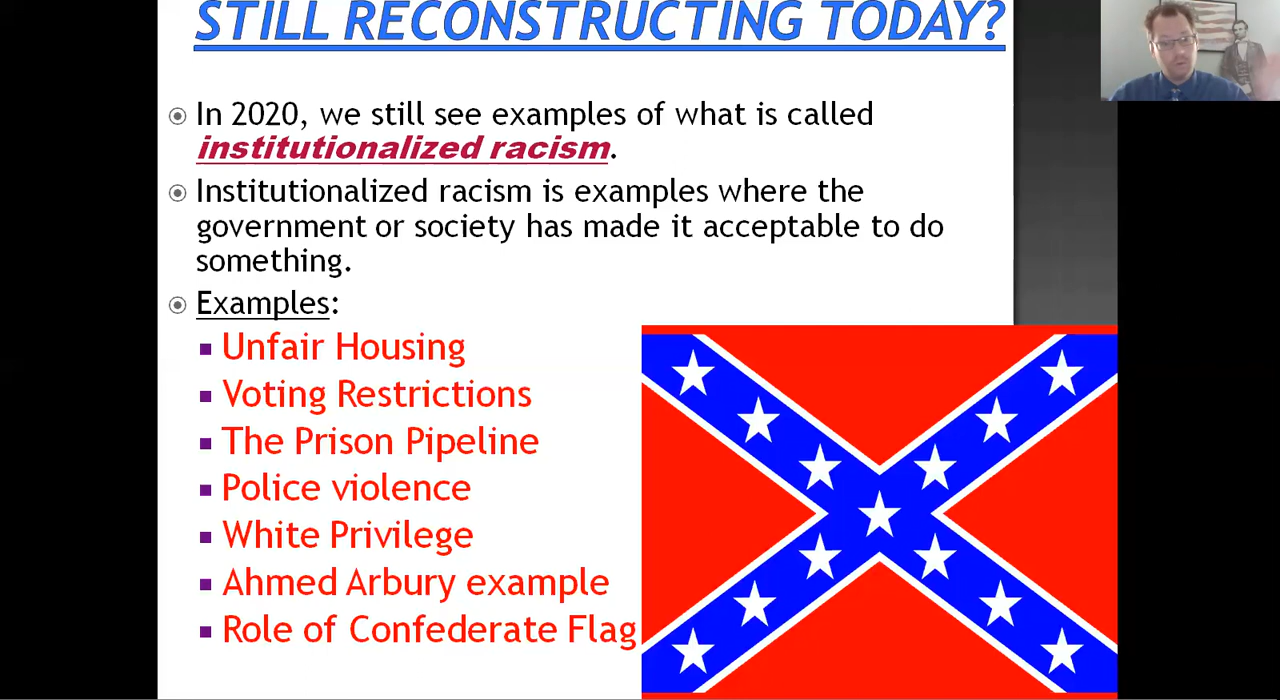 STILL RECONSTRUCTING TODAY?
In 2020, we still see examples of what is called
institutionalized racism.
Institutionalized racism is examples where the
government or society has made it acceptable to do
something.
Examples:
Unfair Housing
Voting Restrictions
The Prison Pipeline
Police violence
White Privilege
Ahmed Arbury example
Role of Confederate Flag